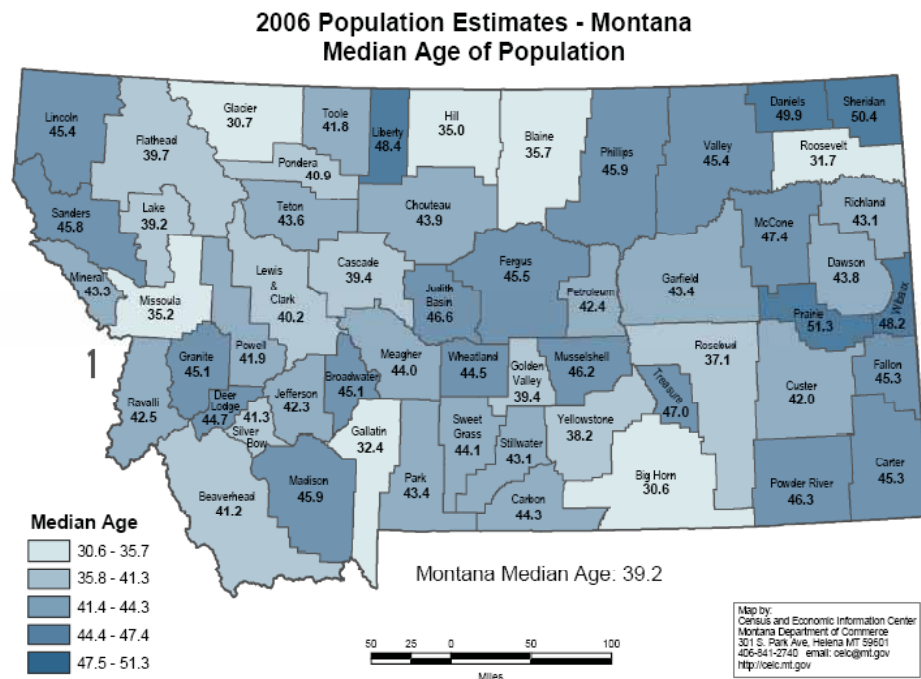 2006 Population Estimates - Montana
Median Age of Population
Lincoln
45.4
Flathead
39.7
Glacier
30.7
Toole
41.8
Liberty
48.4
Hill
35.0
Blaine
35.7
Phillips
45.9
Valley
45.4
Daniels
49.9
Sheridan
50.4
Roosevelt
31.7
Pondera
40.9
Sanders
45.8
Lake
39.2
Teton
43.6
Chouteau
43.9
McCone
47.4
Richland
43.1
Mineral
43.3
Missoula
35.2
Lewis
&
Clark
40.2
Cascade
39.4
Judith
Basin
46.6
Fergus
45.5
Petroleum
42.4
Garfield
43.4
Dawson
43.8
Prairie
51.3
Wibaux
48.2
1
Ravalli
42.5
Granite
45.1
Powell
41.9
Deer
Lodge
44.7
41.3
Silver
Bow
Jefferson
42.3
Broadwater
45.1
Meagher
44.0
Wheatland
44.5
Golden
Valley
39.4
Musselshell
46.2
Rosebud
37.1
Treasure
47.0
Custer
42.0
Fallon
45.3
Gallatin
32.4
Sweet
Grass
44.1
Stillwater
43.1
Yellowstone
38.2
Beaverhead
41.2
Madison
45.9
Park
43.4
Carbon
44.3
Big Horn
30.6
Powder River
46.3
Carter
45.3
Median Age
30.6 - 35.7
35.8 - 41.3
41.4 - 44.3
44.4 - 47.4
47.5 - 51.3
Montana Median Age: 39.2
50 25 0 50 100
Miles
Map by:
Census and Economic Information Center
Montana Department of Commerce
301 S. Park Ave, Helena MT 59601
406-841-2740 email: ceic@mt.gov
http://ceic.mt.gov